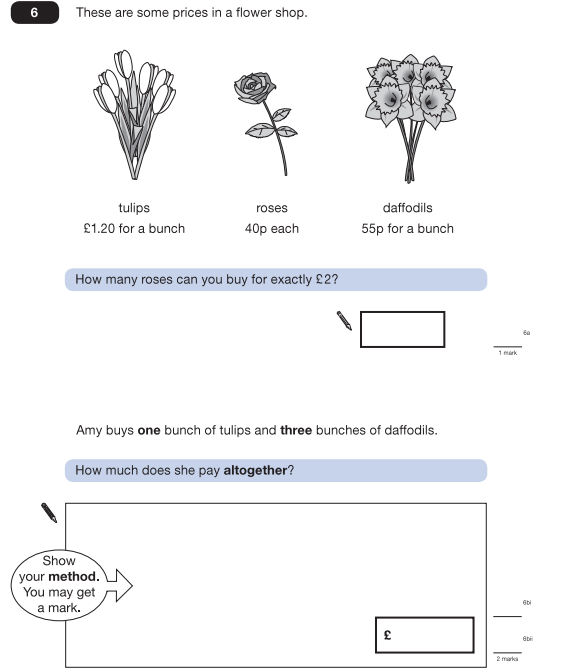 6
These are some prices in a flower shop.
tulips
£1.20 for a bunch
roses
40p each
daffodils
55p for a bunch
How many roses can you buy for exactly £2?
6a
1 mark
Amy buys one bunch of tulips and three bunches of daffodils.
How much does she pay altogether?
Show
your method.
You may get
a mark.
£
6bi
6bii
2 marks